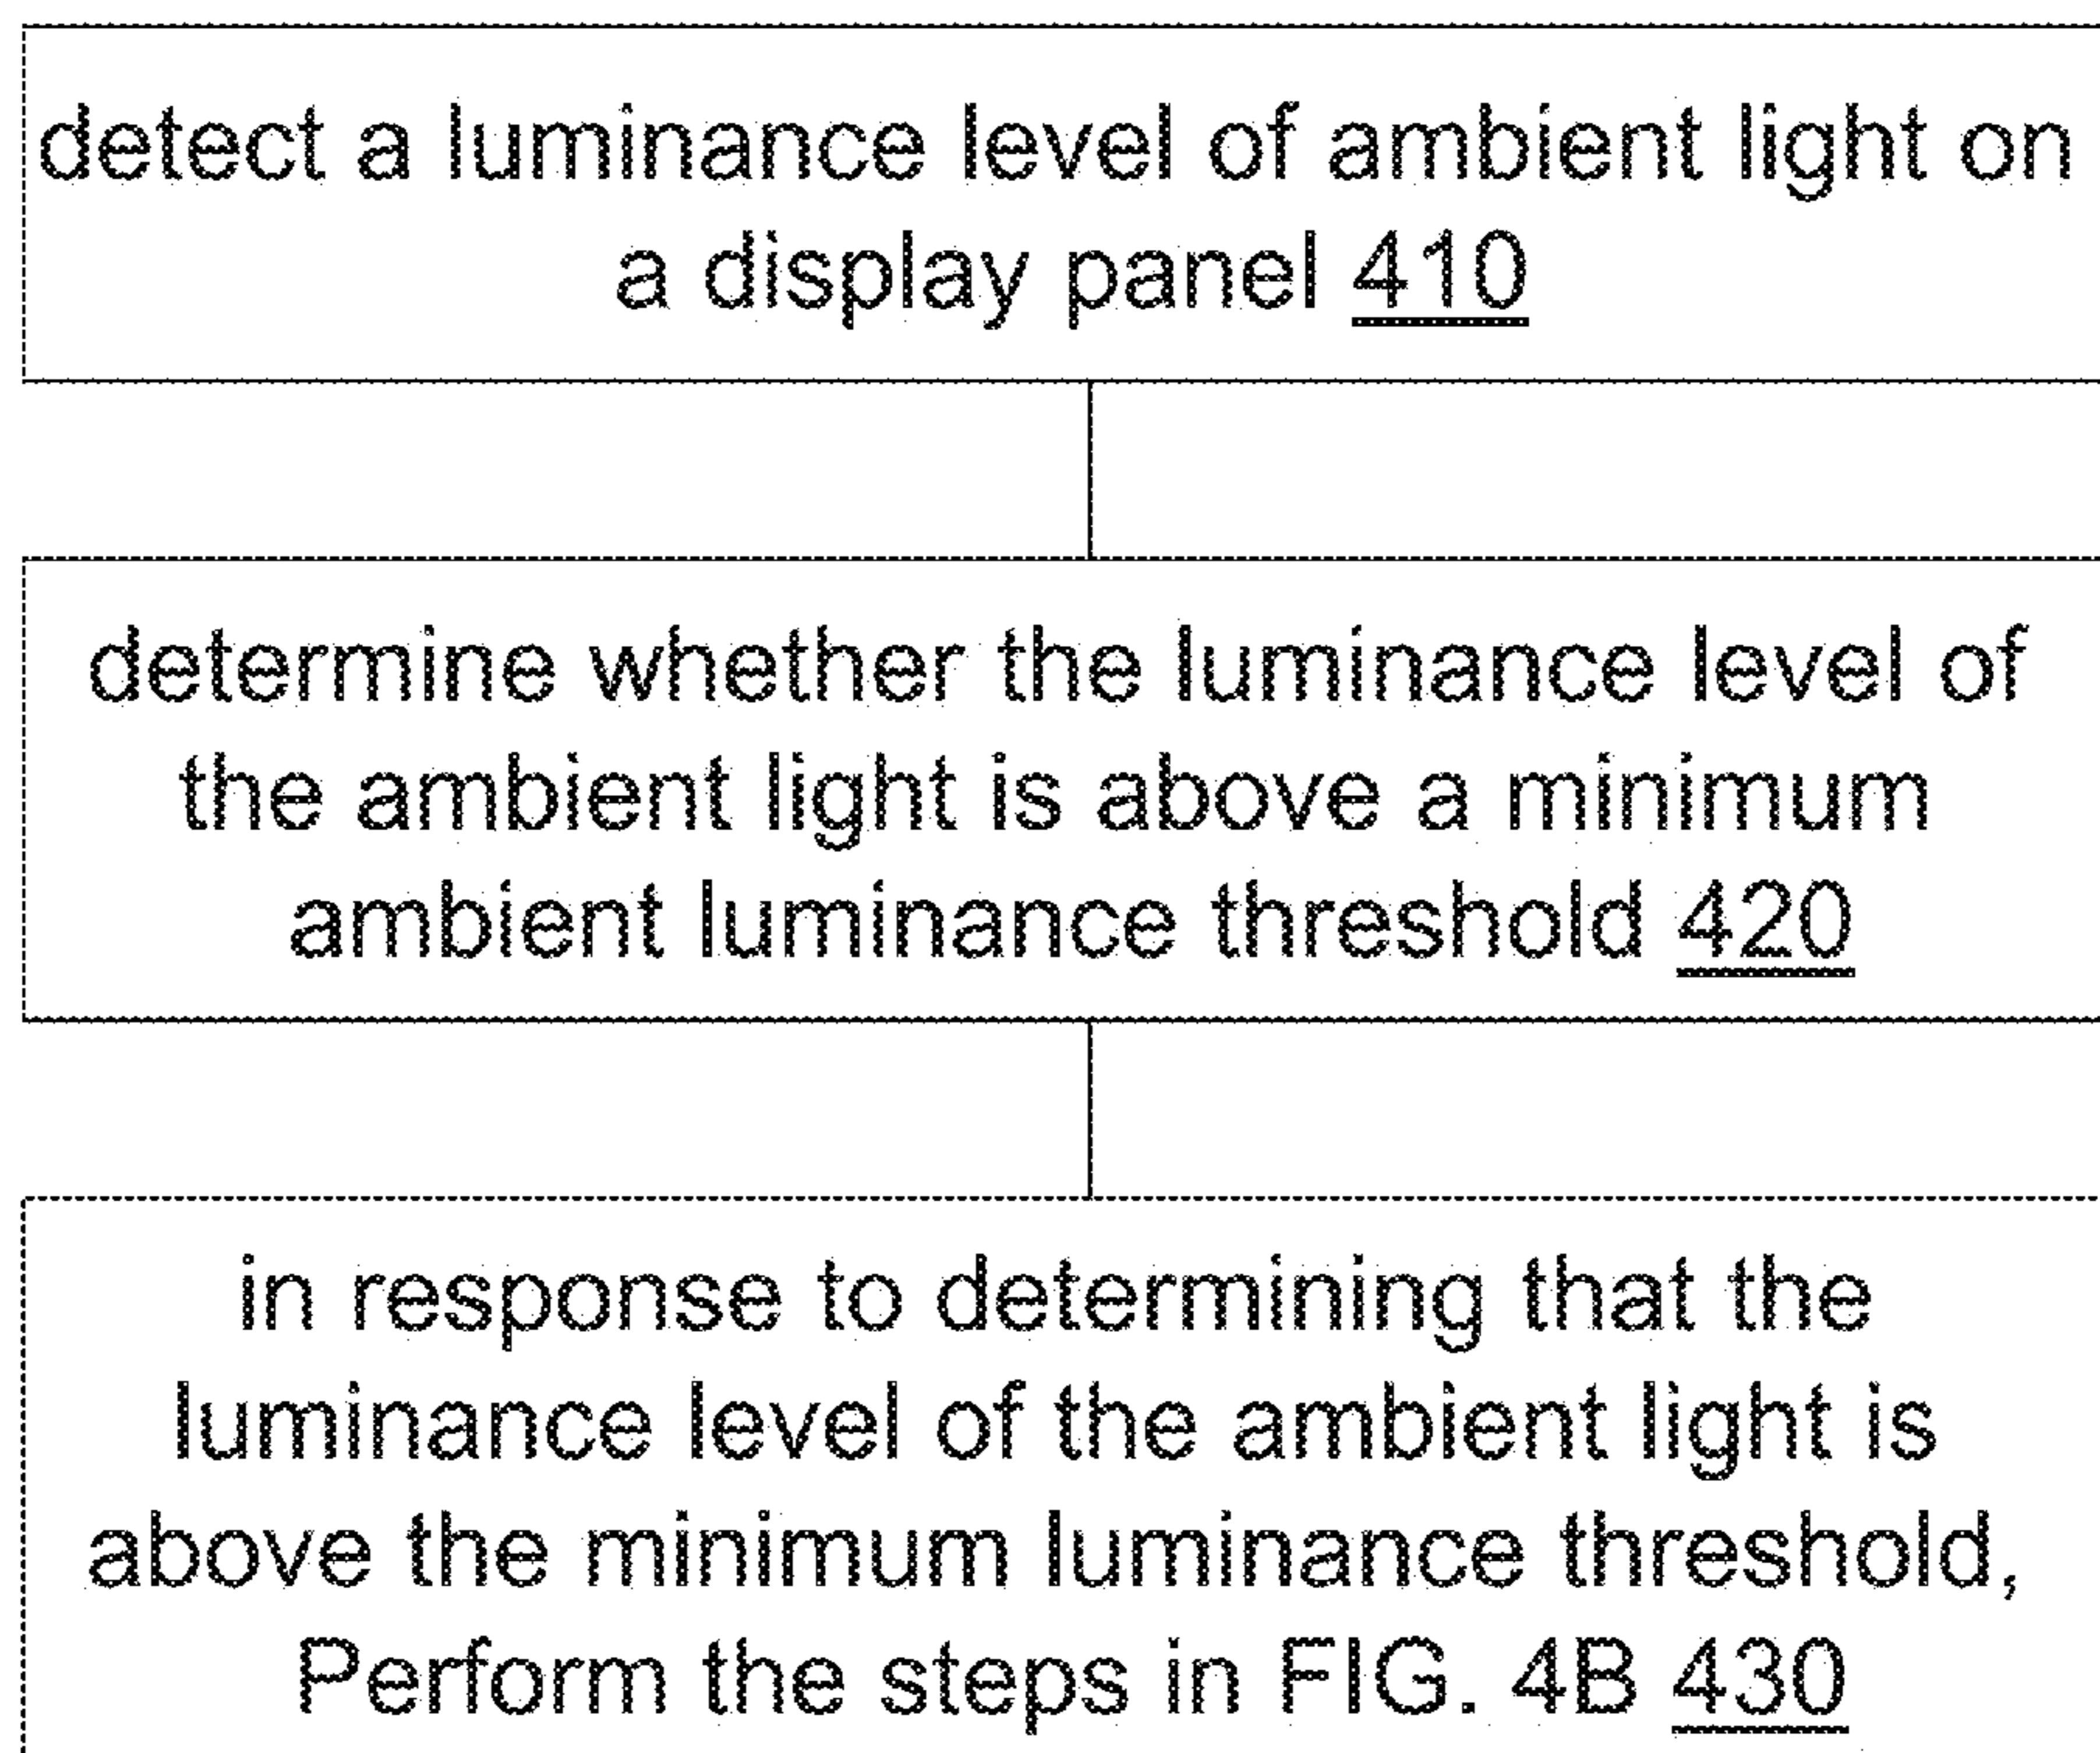 detect a luminance level of ambient light on
a display panel 410
determine whether the luminance level of
the ambient light is above a minimum
ambient luminance threshold 420
in response to determining that the
luminance level of the ambient light is
above the minimum luminance threshold,
Perform the steps in FIG. 4B 430